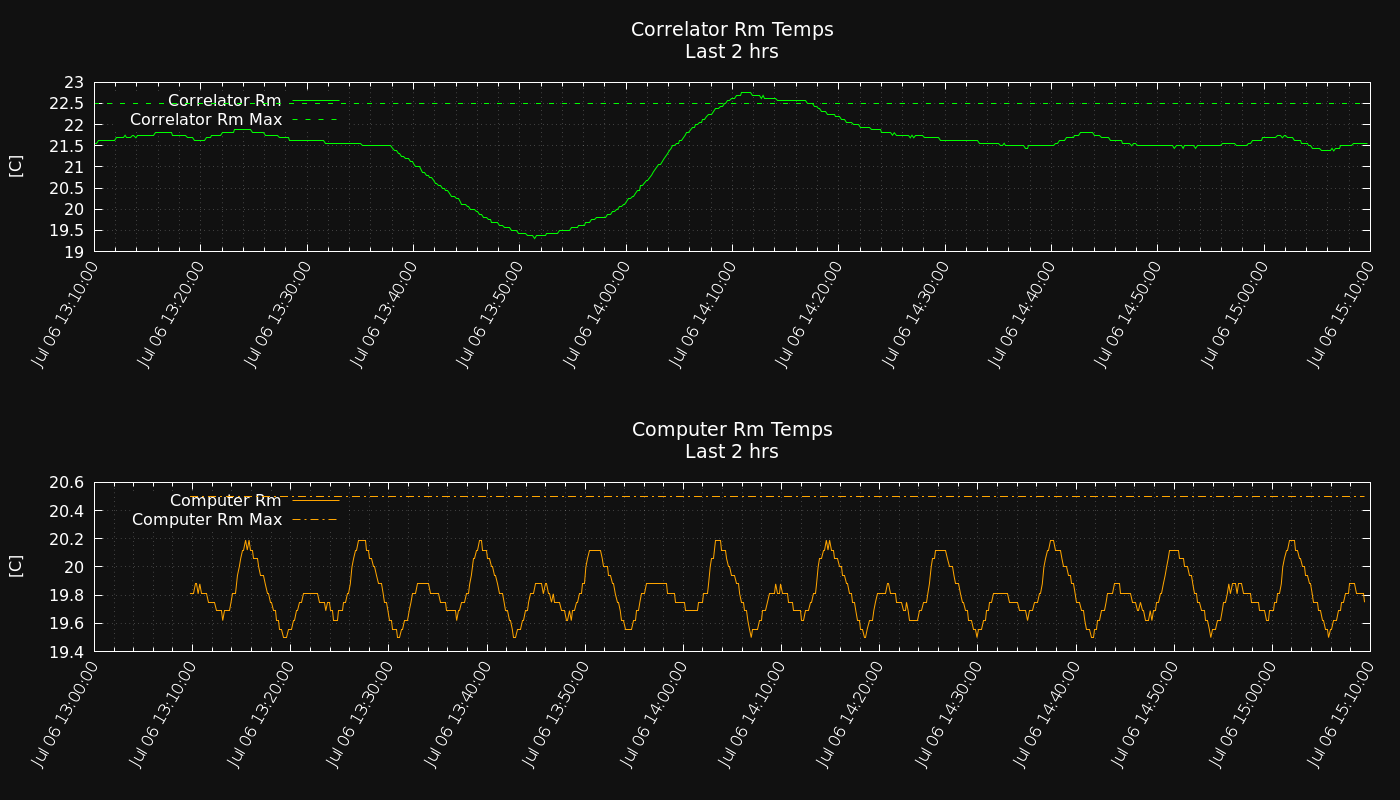 Correlator Rm Temps
Last 2 hrs
23
22.5
22
21.5
21
20.5
20
19.5
19
[C]
Correlator Rm
Correlator Rm Max
Jul 06 13:10:00
Jul 06 13:20:00
Jul 06 13:30:00
Jul 06 13:40:00
Jul 06 13:50:00
Jul 06 14:00:00
Jul 06 14:10:00
Jul 06 14:20:00
Jul 06 14:30:00
Jul 06 14:40:00
Jul 06 14:50:00
Jul 06 15:00:00
Jul 06 15:10:00
Computer Rm Temps
Last 2 hrs
20.6
20.4
20.2
20
19.8
19.6
19.4
[C]
Computer Rm
Computer Rm Max
Jul 06 13:00:00
Jul 06 13:10:00
Jul 06 13:20:00
Jul 06 13:30:00
Jul 06 13:40:00
Jul 06 13:50:00
Jul 06 14:00:00
Jul 06 14:10:00
Jul 06 14:20:00
Jul 06 14:30:00
Jul 06 14:40:00
Jul 06 14:50:00
Jul 06 15:00:00
Jul 06 15:10:00